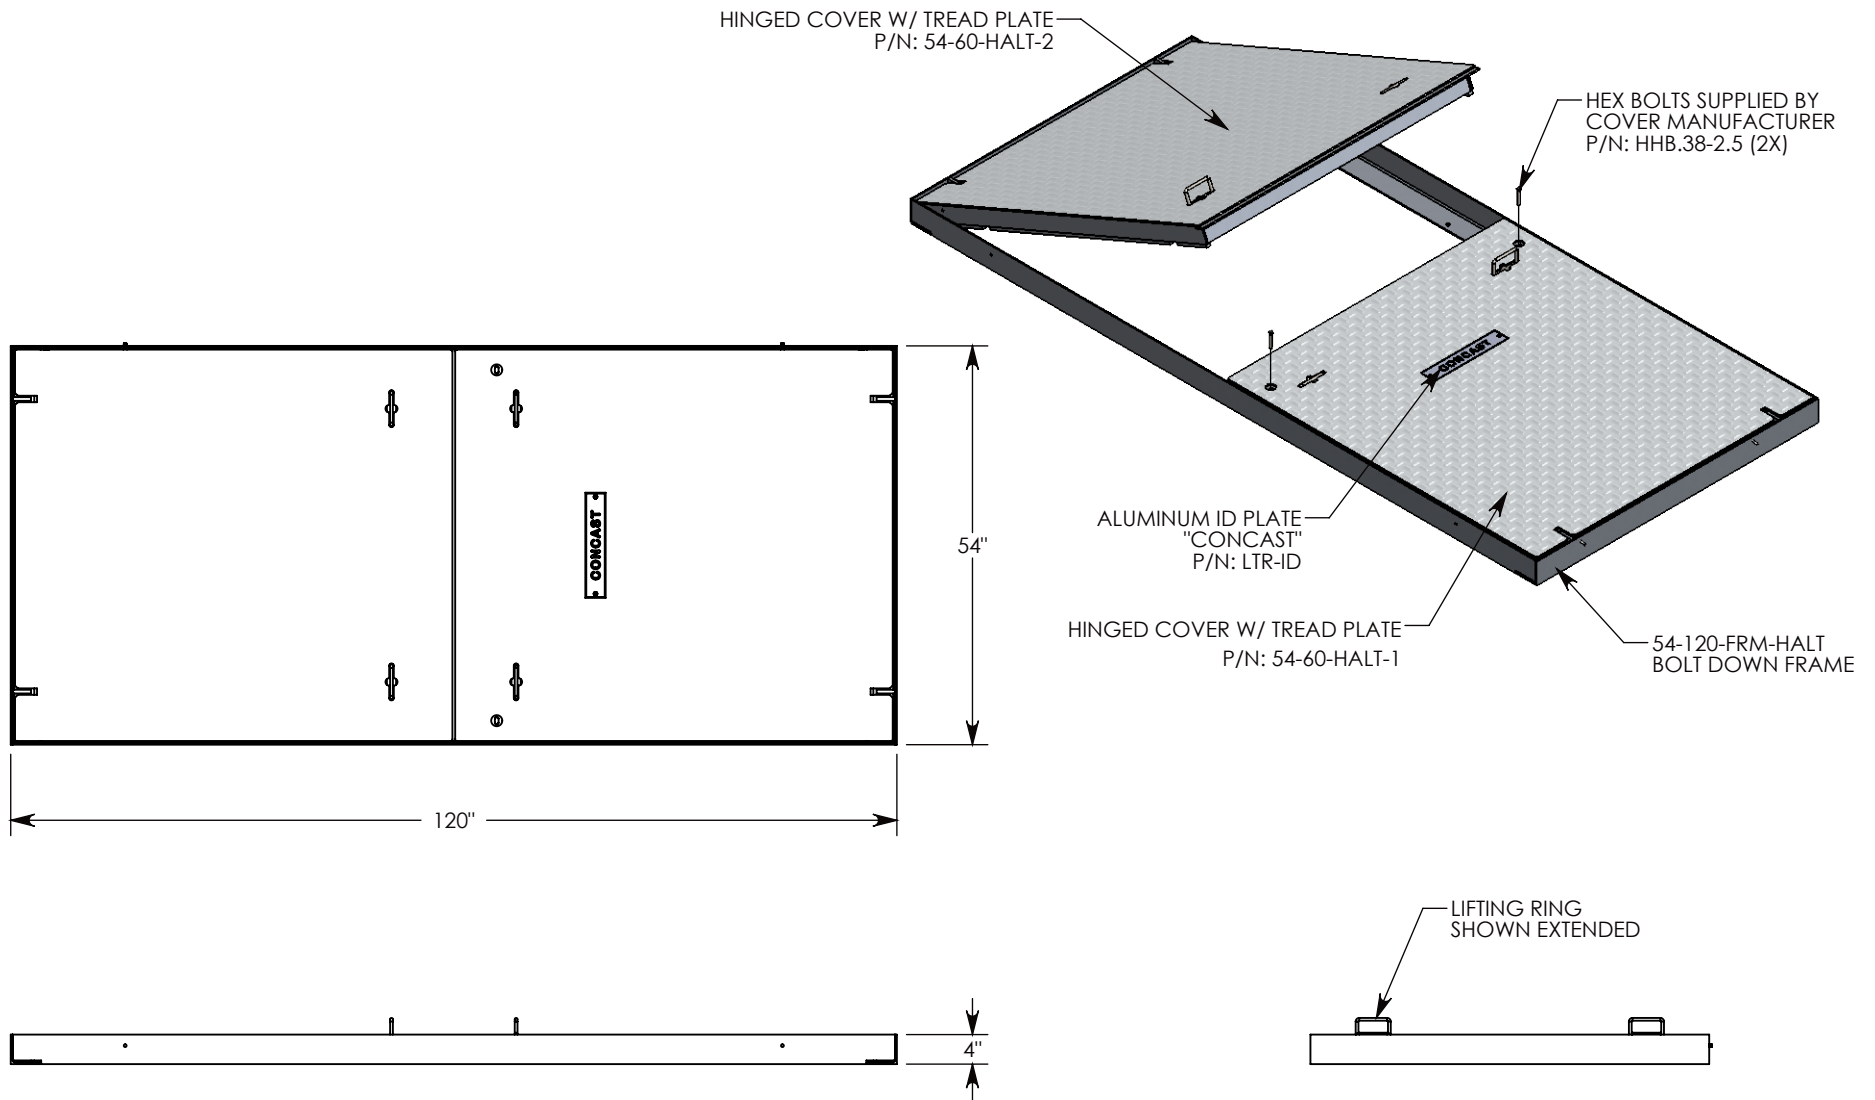 HINGED COVER W/ TREAD PLATE
P/N: 54-60-HALT-2
HEX BOLTS SUPPLIED BY
COVER MANUFACTURER
P/N: HHB.38-2.5 (2X)
CONCAST
ALUMINUM ID PLATE
"CONCAST"
P/N: LTR-ID
HINGED COVER W/ TREAD PLATE
P/N: 54-60-HALT-1
54-120-FRM-HALT
BOLT DOWN FRAME
CONCAST
54"
120"
4"
LIFTING RING
SHOWN EXTENDED